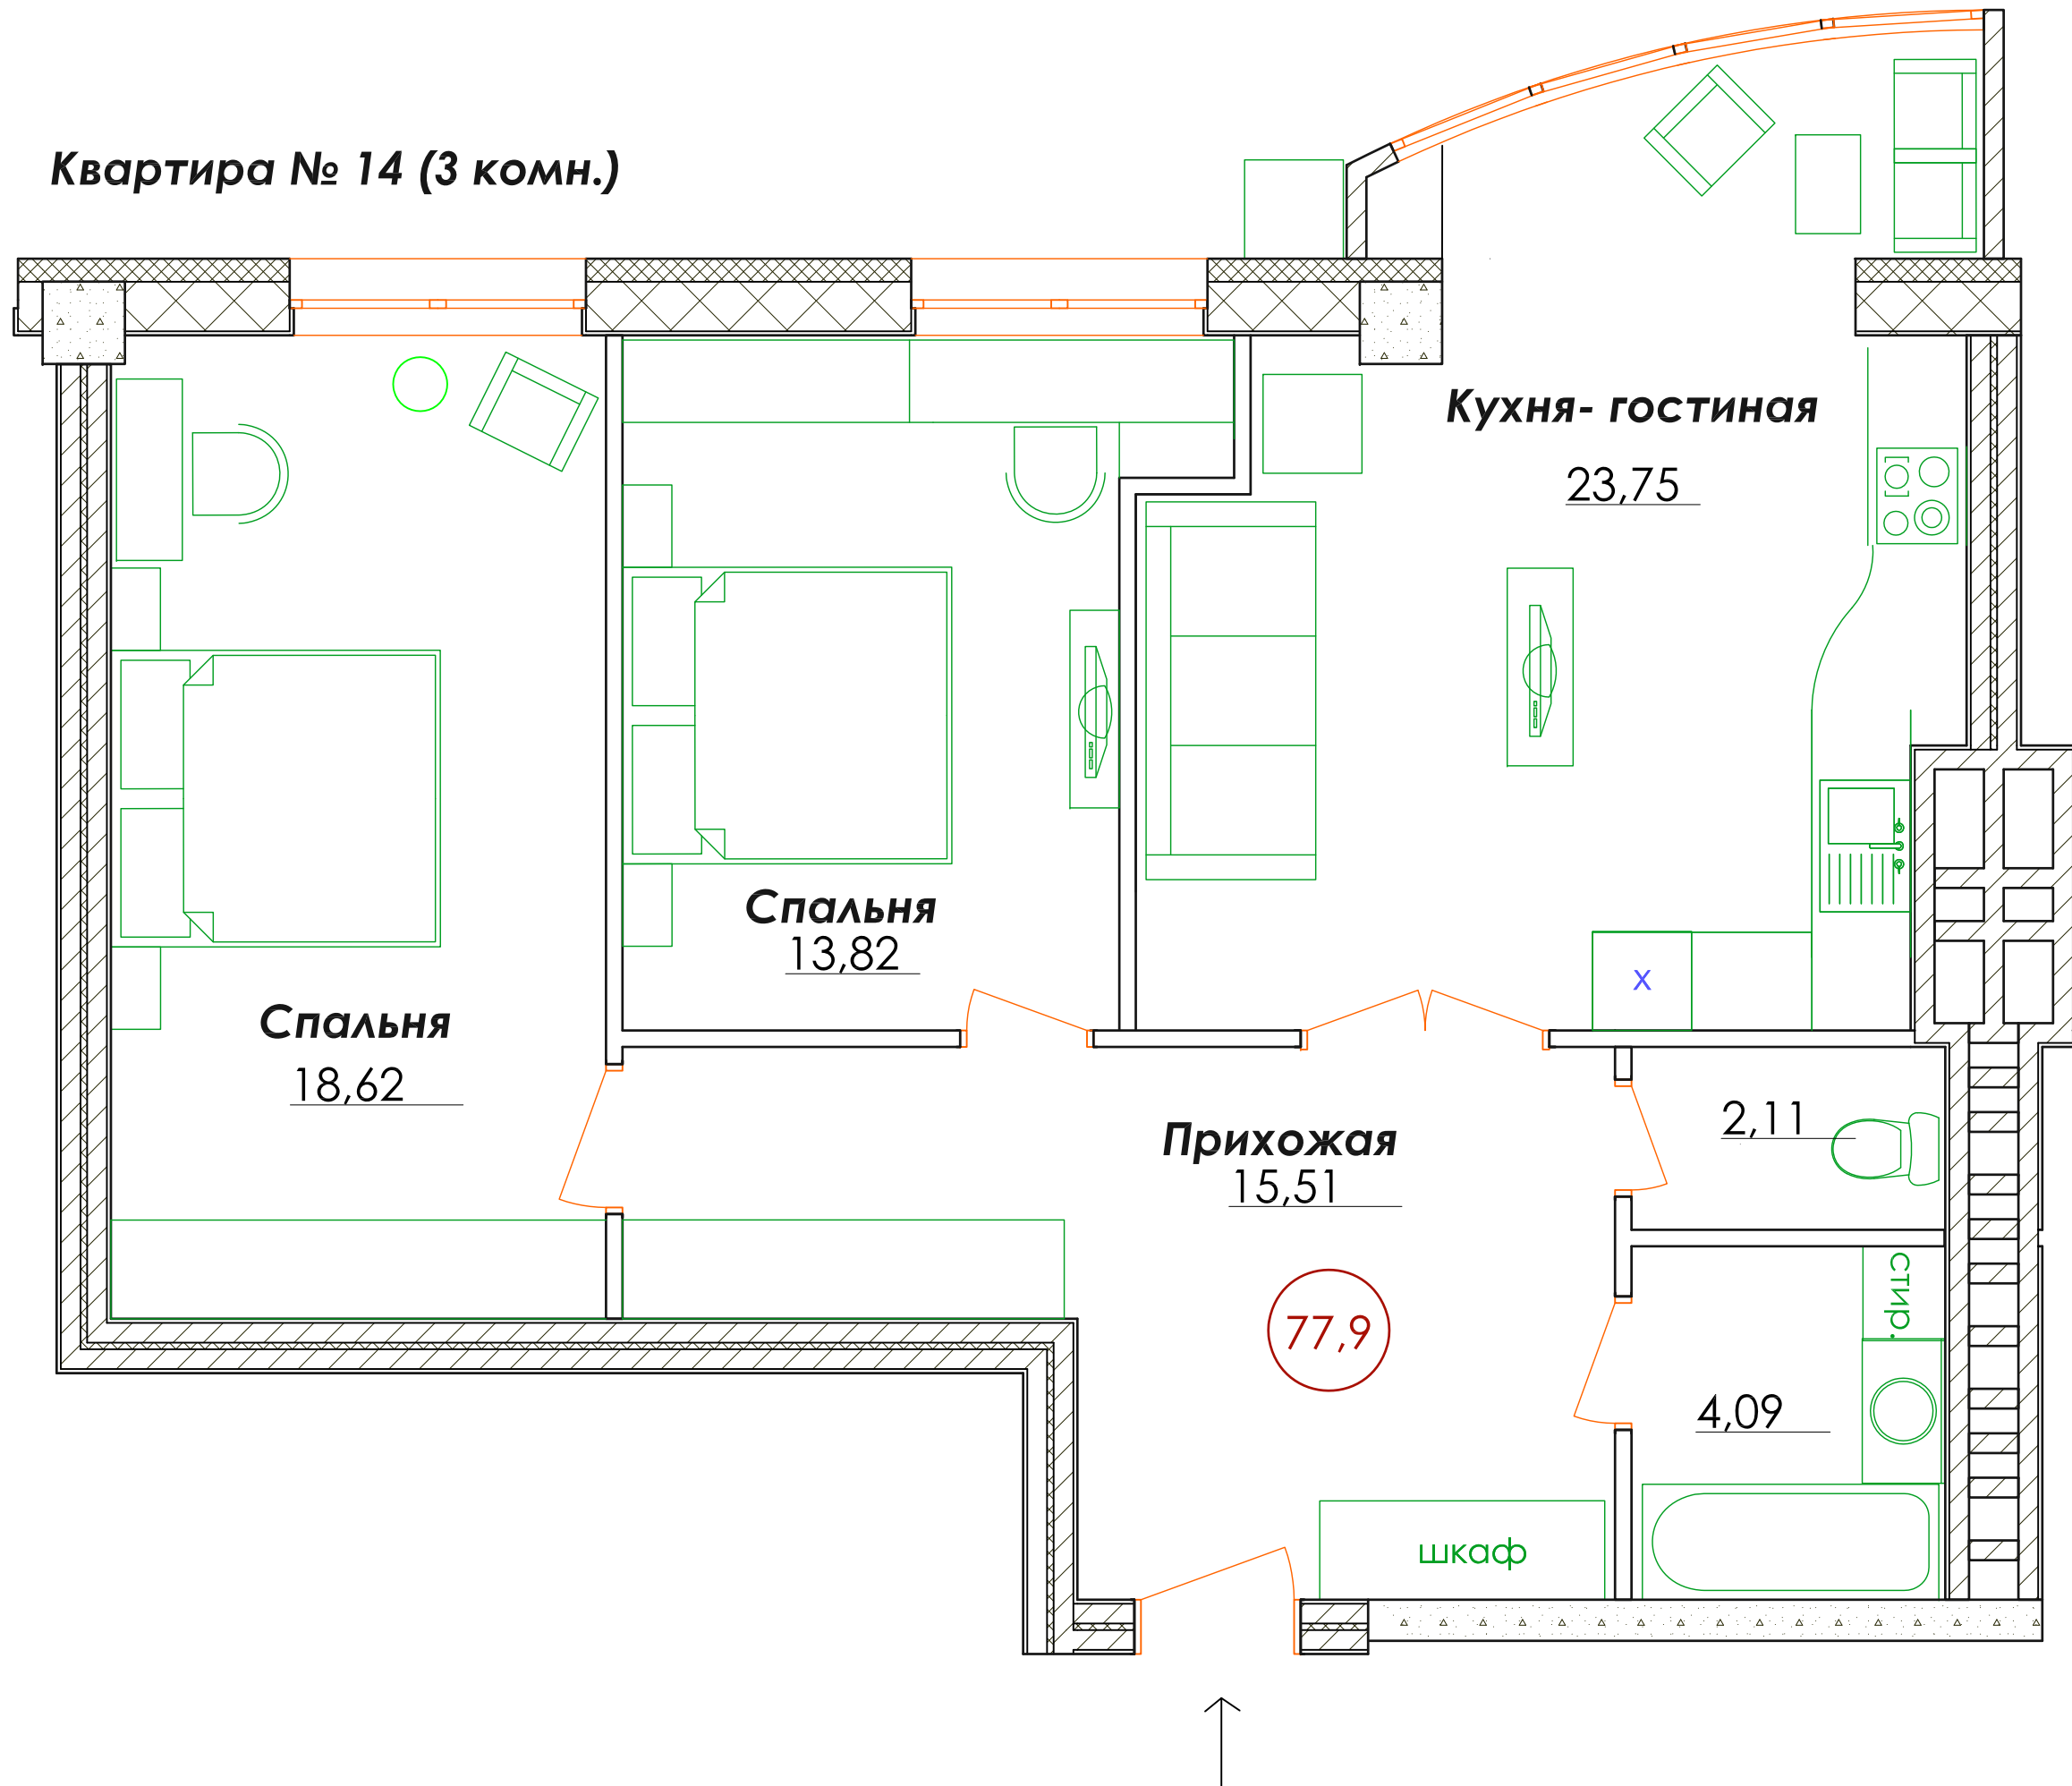 Квартира № 14 (3 комн.)
Кухня- гостиная
23,75
Спальня
13,82
х
Спальня
18,62
Прихожая
15,51
2,11
стир.
77,9
4,09
шкаф